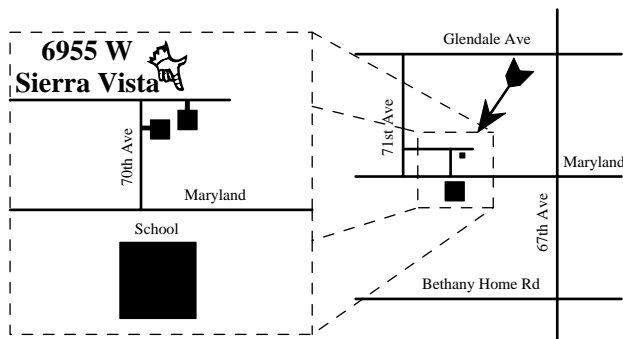 6955 W
Sierra Vista
70th Ave
Maryland
School
Glendale Ave
71st Ave
Maryland
67th Ave
Bethany Home Rd